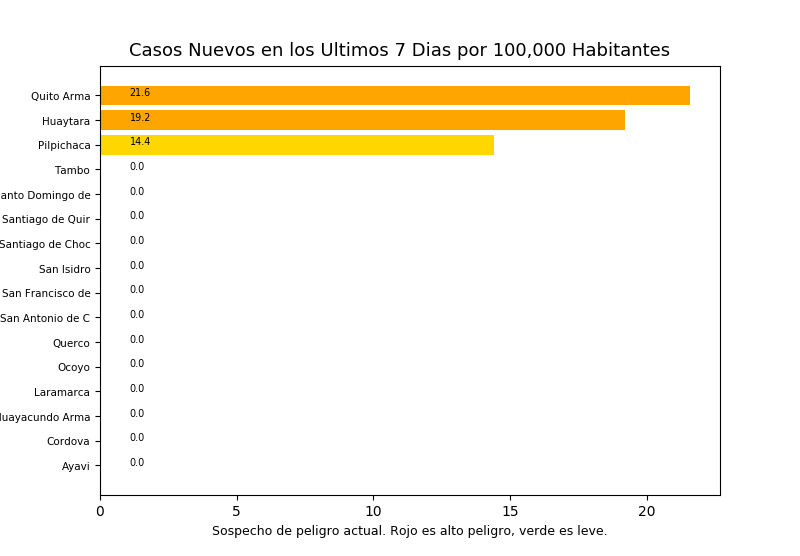 Casos Nuevos en los Ultimos 7 Dias por 100,000 Habitantes
Quito Arma 21.6
Huaytara 19.2
Pilpichaca 14.4
Tambo 0.0
anto Domingo de 0.0
Santiago de Quir 0.0
Santiago de Choc 0.0
San Isidro 0.0
San Francisco de 0.0
San Antonio de C 0.0
Querco 0.0
Ocoyo 0.0
Laramarca 0.0
uayacundo Arma 0.0
Cordova 0.0
Ayavi 0.0
0 5 10 15 20
Sospecho de peligro actual. Rojo es alto peligro, verde es leve.